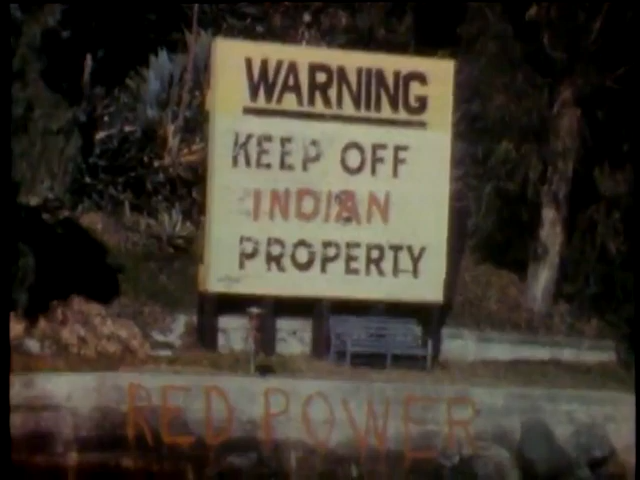 WARNING
KEEP OFF
INDIAN
PROPERTY
RED POWER